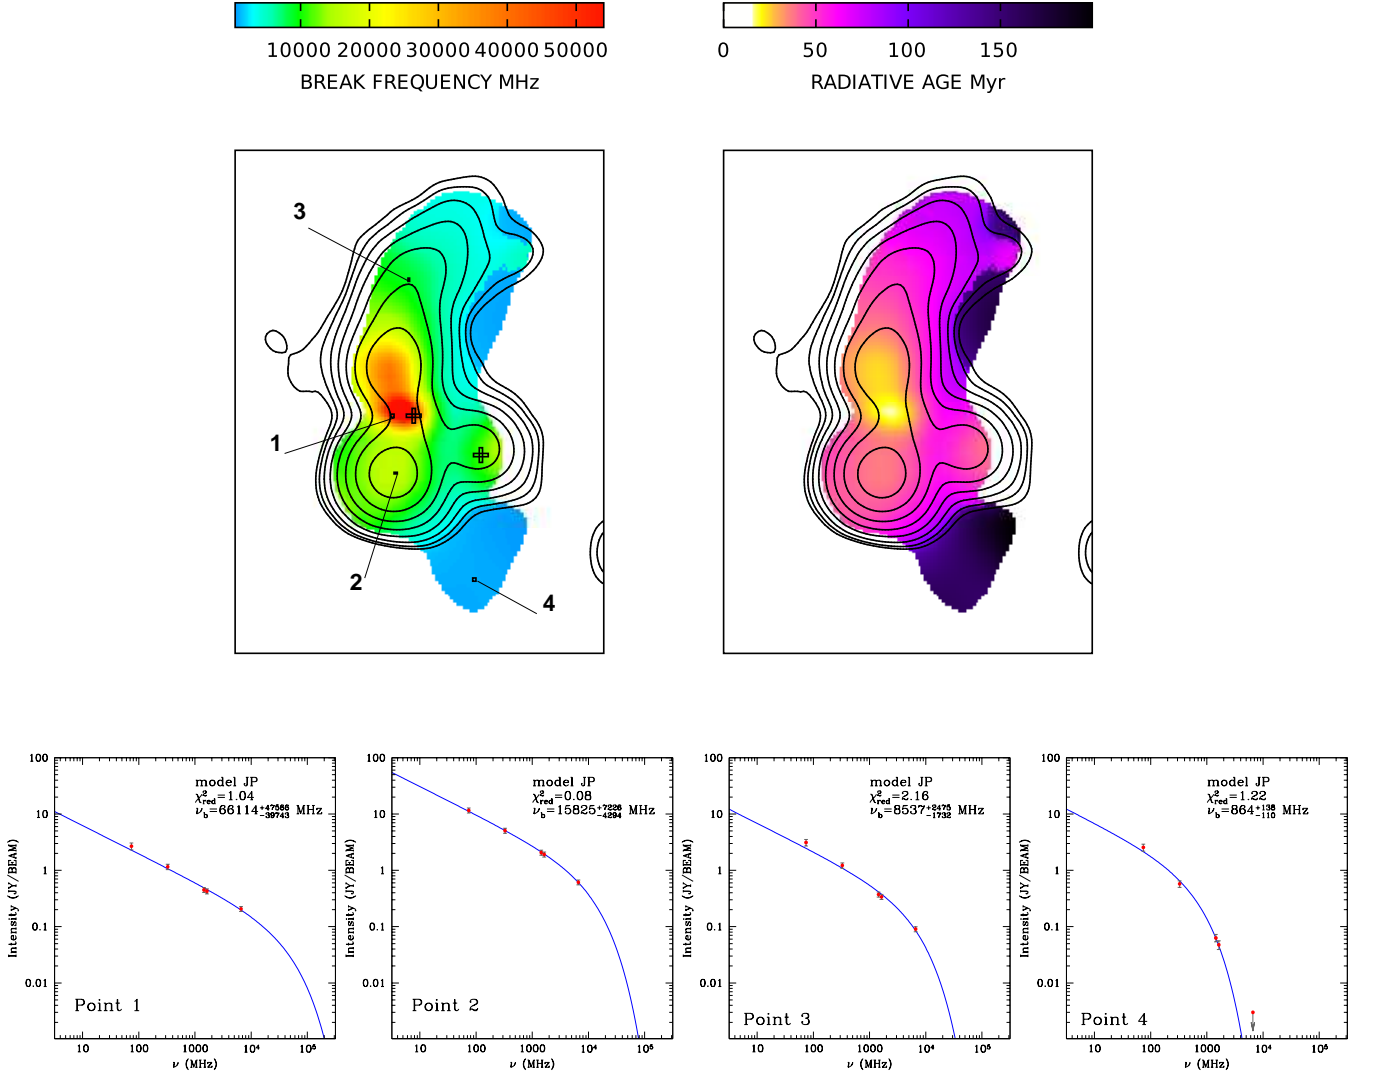 10000 20000 30000 40000 50000
BREAK FREQUENCY MHz
0 50 100 150
RADIATIVE AGE Myr
3
1
2
4
100
10
1
0.1
0.01
Intensity (JY/BEAM)
model JP
χ²red=1.04
νb=66114+47566−39743 MHz
Point 1
10 100 1000 10⁴ 10⁵
ν (MHz)
100
10
1
0.1
0.01
Intensity (JY/BEAM)
model JP
χ²red=0.08
νb=15825+7226−4294 MHz
Point 2
10 100 1000 10⁴ 10⁵
ν (MHz)
100
10
1
0.1
0.01
Intensity (JY/BEAM)
model JP
χ²red=2.16
νb=8537+2475−1732 MHz
Point 3
10 100 1000 10⁴ 10⁵
ν (MHz)
100
10
1
0.1
0.01
Intensity (JY/BEAM)
model JP
χ²red=1.22
νb=864+138−110 MHz
Point 4
10 100 1000 10⁴ 10⁵
ν (MHz)